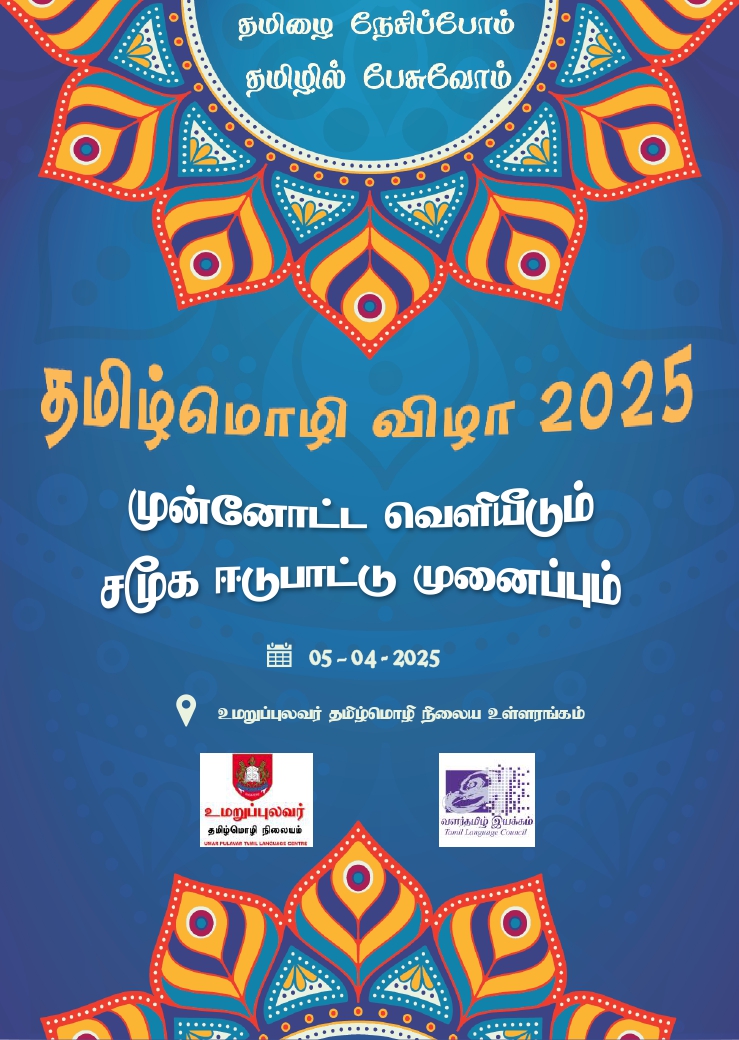 தமிழை நேசிப்போம்
தமிழில் பேசுவோம்
தமிழ்மொழி விழா 2025
முன்னோட்ட வெளியீடும்
சமூக ஈடுபாட்டு முனைப்பும்
05-04-2025
உமறுப்புலவர் தமிழ்மொழி நிலைய உள்ளரங்கம்
உமறுப்புலவர்
தமிழ்மொழி நிலையம்
UMAR PULAVAR TAMIL LANGUAGE CENTRE
வளர்தமிழ் இயக்கம்
Tamil Language Council